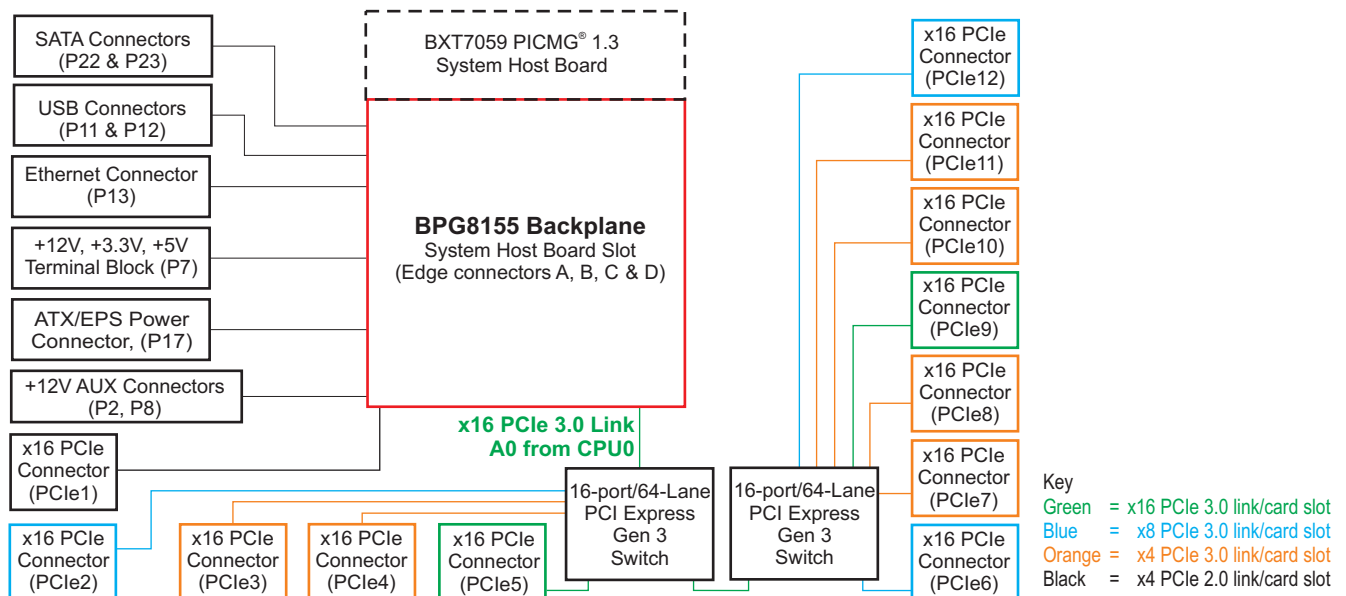 SATA Connectors
(P22 & P23)
USB Connectors
(P11 & P12)
Ethernet Connector
(P13)
+12V, +3.3V, +5V
Terminal Block (P7)
ATX/EPS Power
Connector, (P17)
+12V AUX Connectors
(P2, P8)
x16 PCIe
Connector
(PCIe1)
x16 PCIe
Connector
(PCIe2)
x16 PCIe
Connector
(PCIe3)
x16 PCIe
Connector
(PCIe4)
x16 PCIe
Connector
(PCIe5)
BXT7059 PICMG® 1.3
System Host Board
BPG8155 Backplane
System Host Board Slot
(Edge connectors A, B, C & D)
x16 PCIe 3.0 Link
A0 from CPU0
16-port/64-Lane
PCI Express
Gen 3
Switch
16-port/64-Lane
PCI Express
Gen 3
Switch
x16 PCIe
Connector
(PCIe12)
x16 PCIe
Connector
(PCIe11)
x16 PCIe
Connector
(PCIe10)
x16 PCIe
Connector
(PCIe9)
x16 PCIe
Connector
(PCIe8)
x16 PCIe
Connector
(PCIe7)
x16 PCIe
Connector
(PCIe6)
Key
Green = x16 PCIe 3.0 link/card slot
Blue = x8 PCIe 3.0 link/card slot
Orange = x4 PCIe 3.0 link/card slot
Black = x4 PCIe 2.0 link/card slot